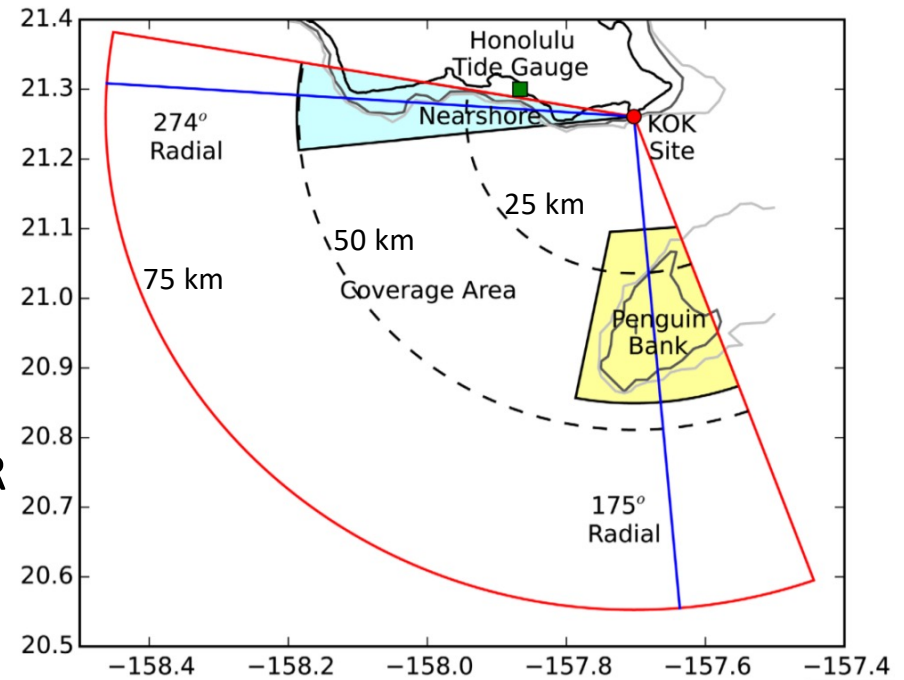 21.4
21.3
21.2
21.1
21.0
20.9
20.8
20.7
20.6
20.5
Honolulu
Tide Gauge
Nearshore
KOK
Site
274°
Radial
25 km
50 km
75 km
Coverage Area
Penguin
Bank
175°
Radial
R
−158.4 −158.2 −158.0 −157.8 −157.6 −157.4